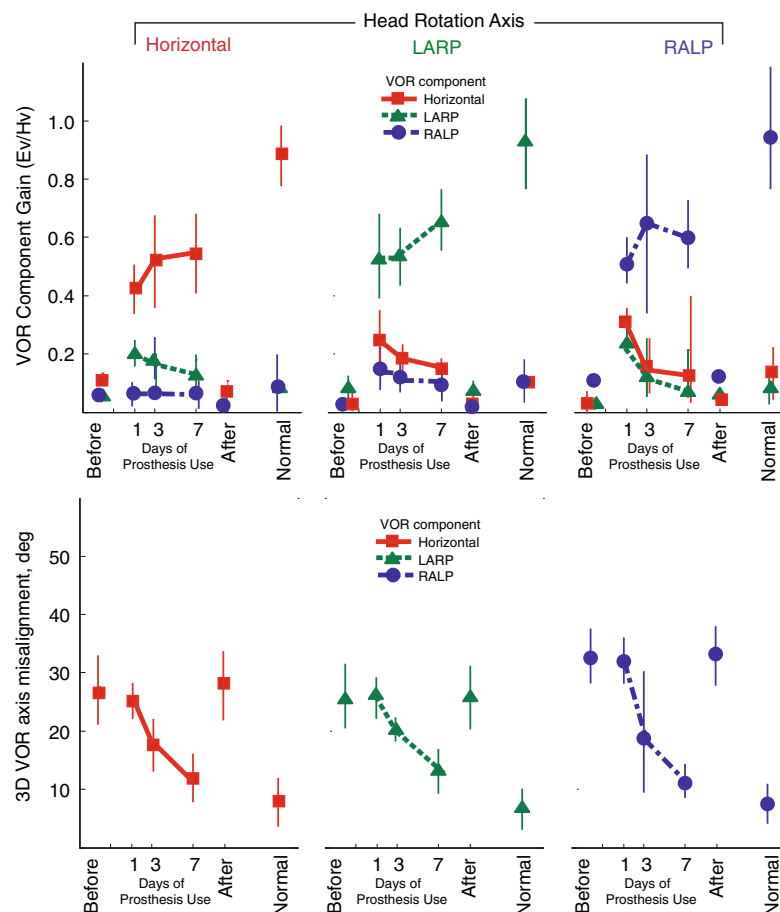 Head Rotation Axis
Horizontal LARP RALP
VOR Component Gain (Ev/Hv)
1.0
0.8
0.6
0.4
0.2
VOR component
Horizontal
LARP
RALP
Before 1 3 7 After Normal
Days of
Prosthesis Use
Before 1 3 7 After Normal
Days of
Prosthesis Use
Before 1 3 7 After Normal
Days of
Prosthesis Use
3D VOR axis misalignment, deg
50
40
30
20
10
VOR component
Horizontal
LARP
RALP
Before 1 3 7 After Normal
Days of
Prosthesis Use
Before 1 3 7 After Normal
Days of
Prosthesis Use
Before 1 3 7 After Normal
Days of
Prosthesis Use